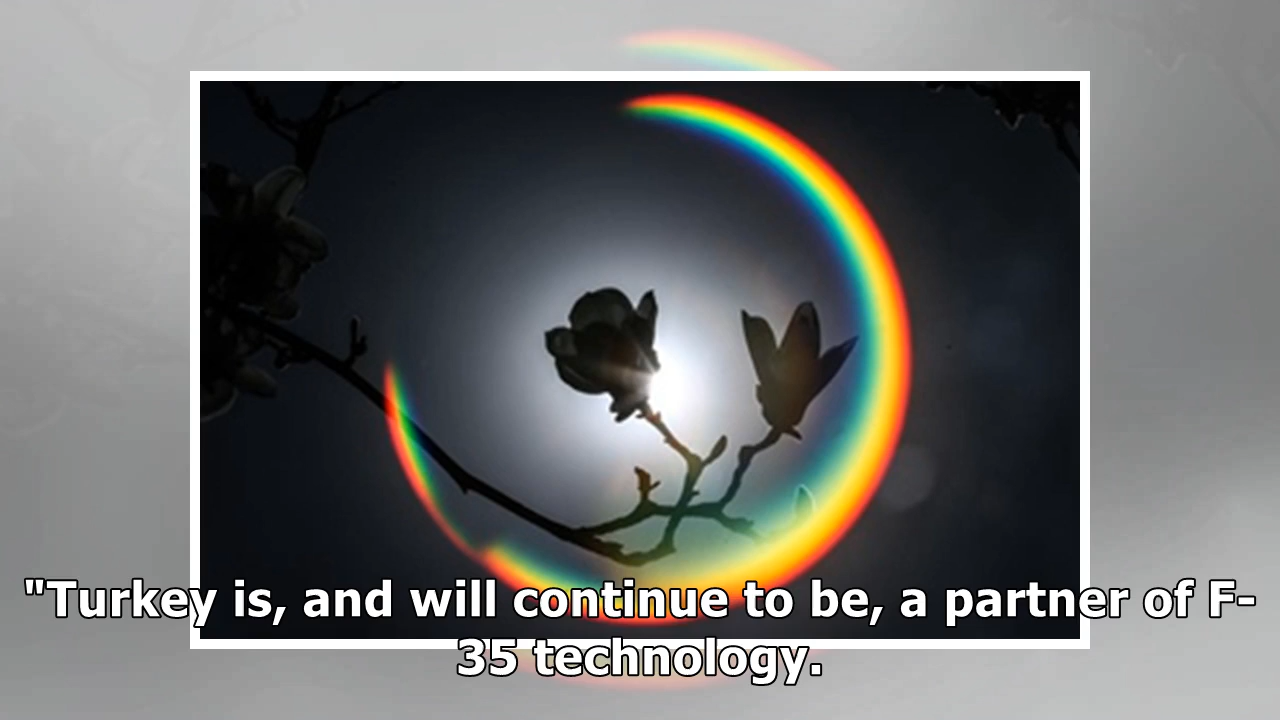 "Turkey is, and will continue to be, a partner of F-
35 technology.